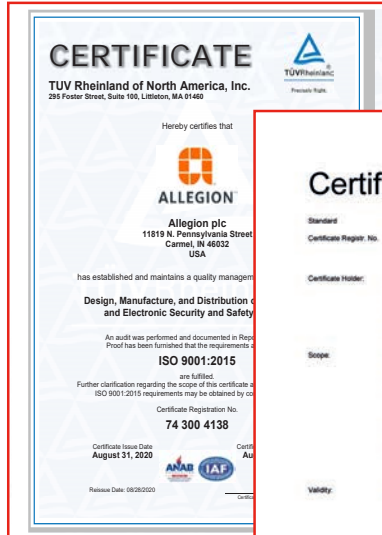 CERTIFICATE
TÜVRheinland®
Precisely Right.
TUV Rheinland of North America, Inc.
295 Foster Street, Suite 100, Littleton, MA 01460
Hereby certifies that
ALLEGION
Allegion plc
11819 N. Pennsylvania Street
Carmel, IN 46032
USA
has established and maintains a quality managem
Design, Manufacture, and Distribution
and Electronic Security and Safety
An audit was performed and documented in Rep
Proof has been furnished that the requirements a
ISO 9001:2015
are fulfilled.
Further clarification regarding the scope of this certificate a
ISO 9001:2015 requirements may be obtained by co
Certificate Registration No.
74 300 4138
Certificate Issue Date
August 31, 2020
Certifi
Au
ANAB
IAF
Reissue Date: 08/28/2020
Certif
Standard
Certificate Registr. No.
Certificate Holder:
Scope:
Validity: